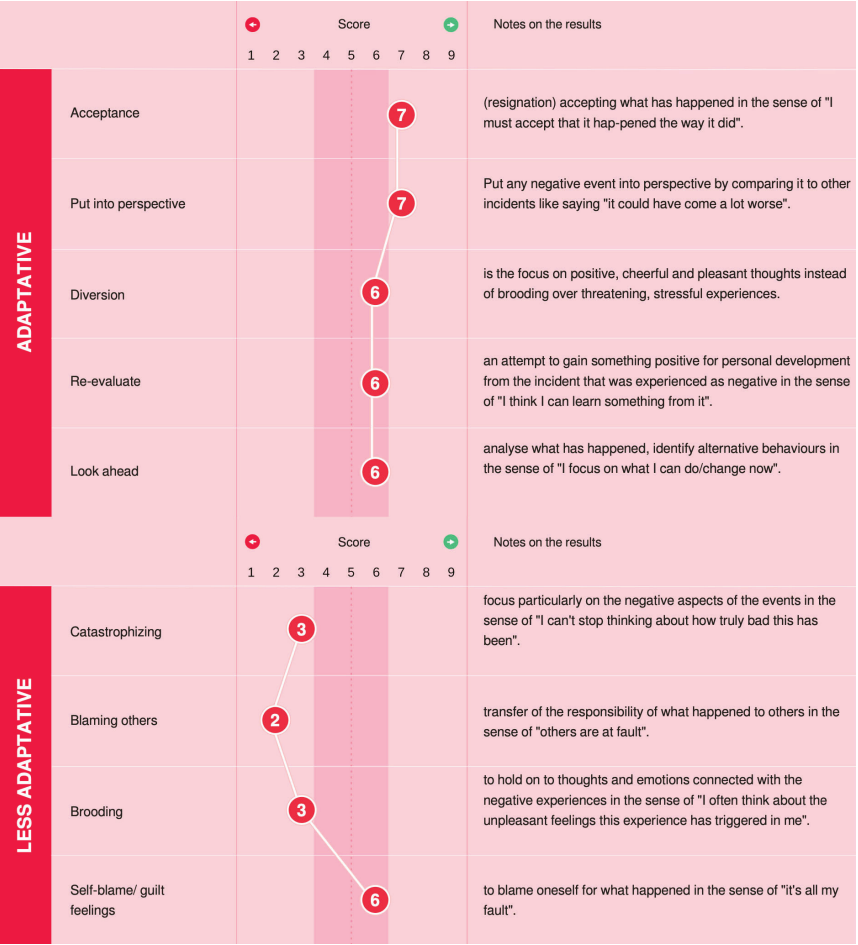 Score
Notes on the results
1 2 3 4 5 6 7 8 9
ADAPTATIVE
Acceptance
7
(resignation) accepting what has happened in the sense of "I
must accept that it hap-pened the way it did".
Put into perspective
7
Put any negative event into perspective by comparing it to other
incidents like saying "it could have come a lot worse".
Diversion
6
is the focus on positive, cheerful and pleasant thoughts instead
of brooding over threatening, stressful experiences.
Re-evaluate
6
an attempt to gain something positive for personal development
from the incident that was experienced as negative in the sense
of "I think I can learn something from it".
Look ahead
6
analyse what has happened, identify alternative behaviours in
the sense of "I focus on what I can do/change now".
Score
Notes on the results
1 2 3 4 5 6 7 8 9
LESS ADAPTATIVE
Catastrophizing
3
focus particularly on the negative aspects of the events in the
sense of "I can't stop thinking about how truly bad this has
been".
Blaming others
2
transfer of the responsibility of what happened to others in the
sense of "others are at fault".
Brooding
3
to hold on to thoughts and emotions connected with the
negative experiences in the sense of "I often think about the
unpleasant feelings this experience has triggered in me".
Self-blame/ guilt
feelings
6
to blame oneself for what happened in the sense of "it's all my
fault".